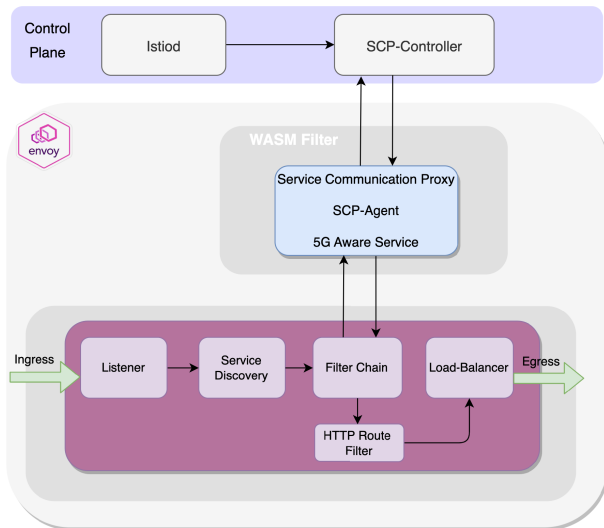 Control
Plane
Istiod
SCP-Controller
envoy
WASM Filter
Service Communication Proxy
SCP-Agent
5G Aware Service
Ingress
Listener
Service
Discovery
Filter Chain
Load-Balancer
Egress
HTTP Route
Filter